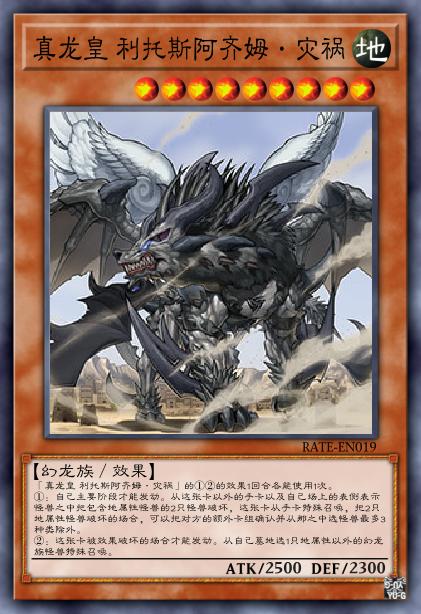 真龙皇 利托斯阿齐姆·灾祸 地
RATE-EN019
【幻龙族／效果】
「真龙皇 利托斯阿齐姆·灾祸」的①②的效果1回合各能使用1次。
①：自己主要阶段才能发动。从这张卡以外的手卡以及自己场上的表侧表示
怪兽之中把包含地属性怪兽的2只怪兽破坏，这张卡从手卡特殊召唤，把2只
地属性怪兽破坏的场合，可以把对方的额外卡组确认并从那之中选怪兽最多3
种类除外。
②：这张卡被效果破坏的场合才能发动。从自己墓地选1只地属性以外的幻龙
族怪兽特殊召唤。
ATK/2500 DEF/2300